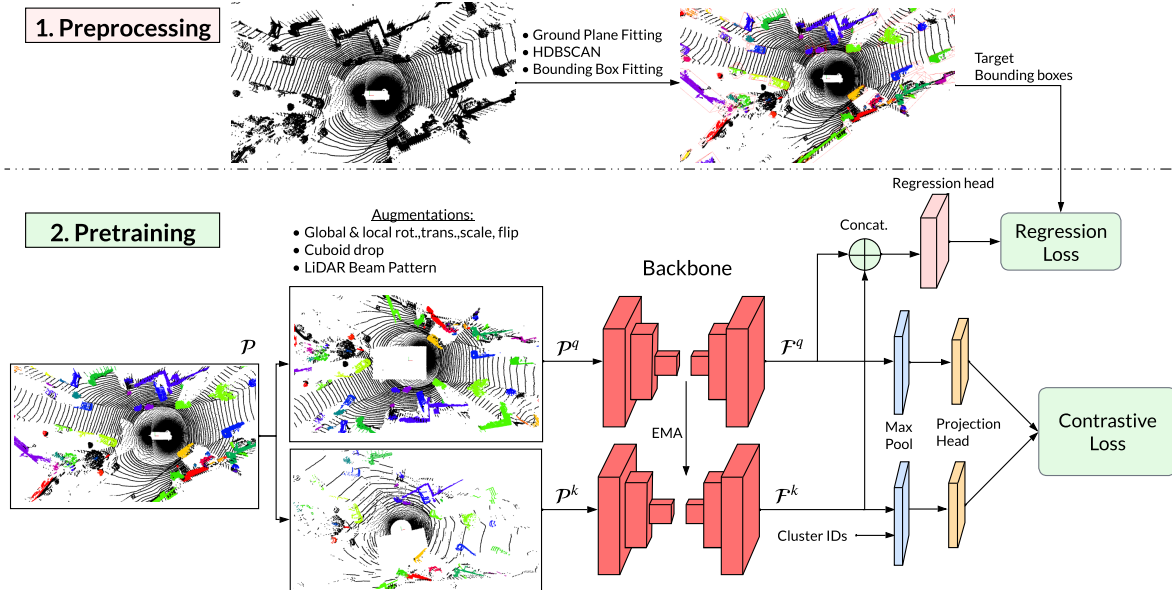 1. Preprocessing
● Ground Plane Fitting
● HDBSCAN
● Bounding Box Fitting
Target
Bounding boxes
2. Pretraining
Augmentations:
● Global & local rot.,trans.,scale, flip
● Cuboid drop
● LiDAR Beam Pattern
Backbone
Regression head
Concat.
Regression
Loss
𝒫
𝒫^q
ℱ^q
EMA
Max
Pool
Projection
Head
Contrastive
Loss
𝒫^k
ℱ^k
Cluster IDs